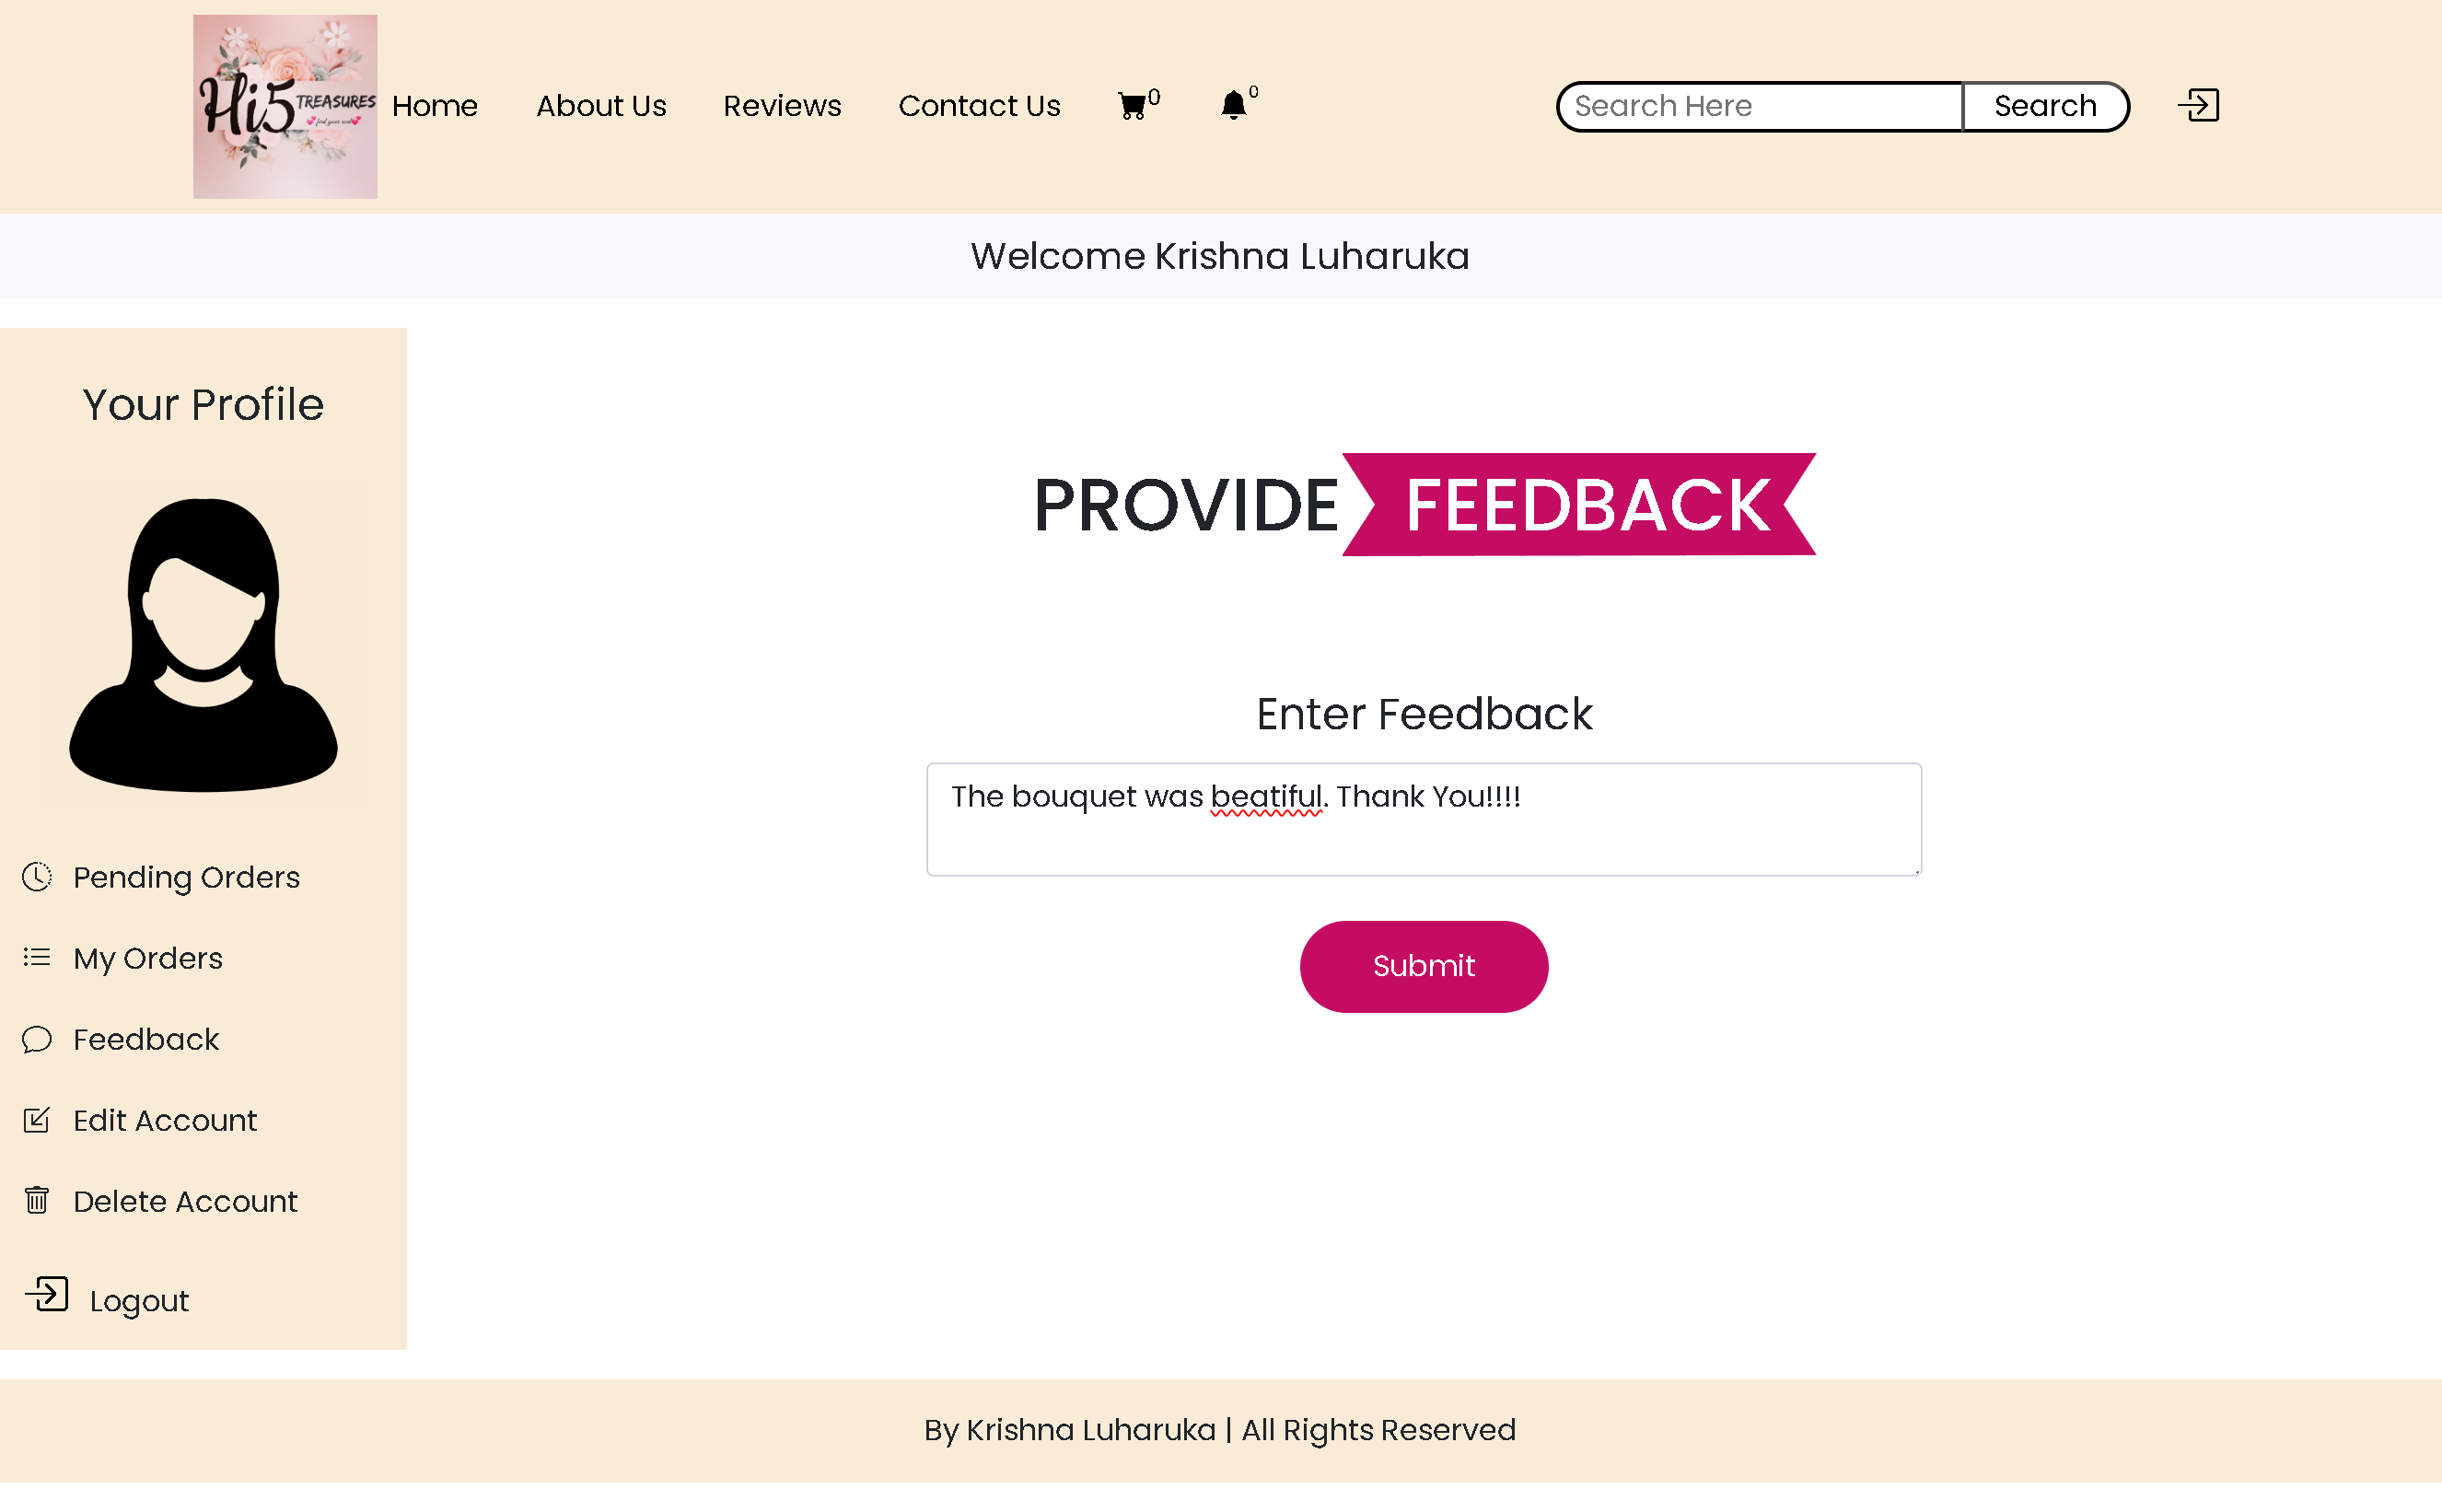 Hi5 TREASURES
Home About Us Reviews Contact Us 0 0 Search Here Search
Welcome Krishna Luharuka
Your Profile
PROVIDE FEEDBACK
Enter Feedback
The bouquet was beatiful. Thank You!!!!
Submit
Pending Orders
My Orders
Feedback
Edit Account
Delete Account
Logout
By Krishna Luharuka | All Rights Reserved